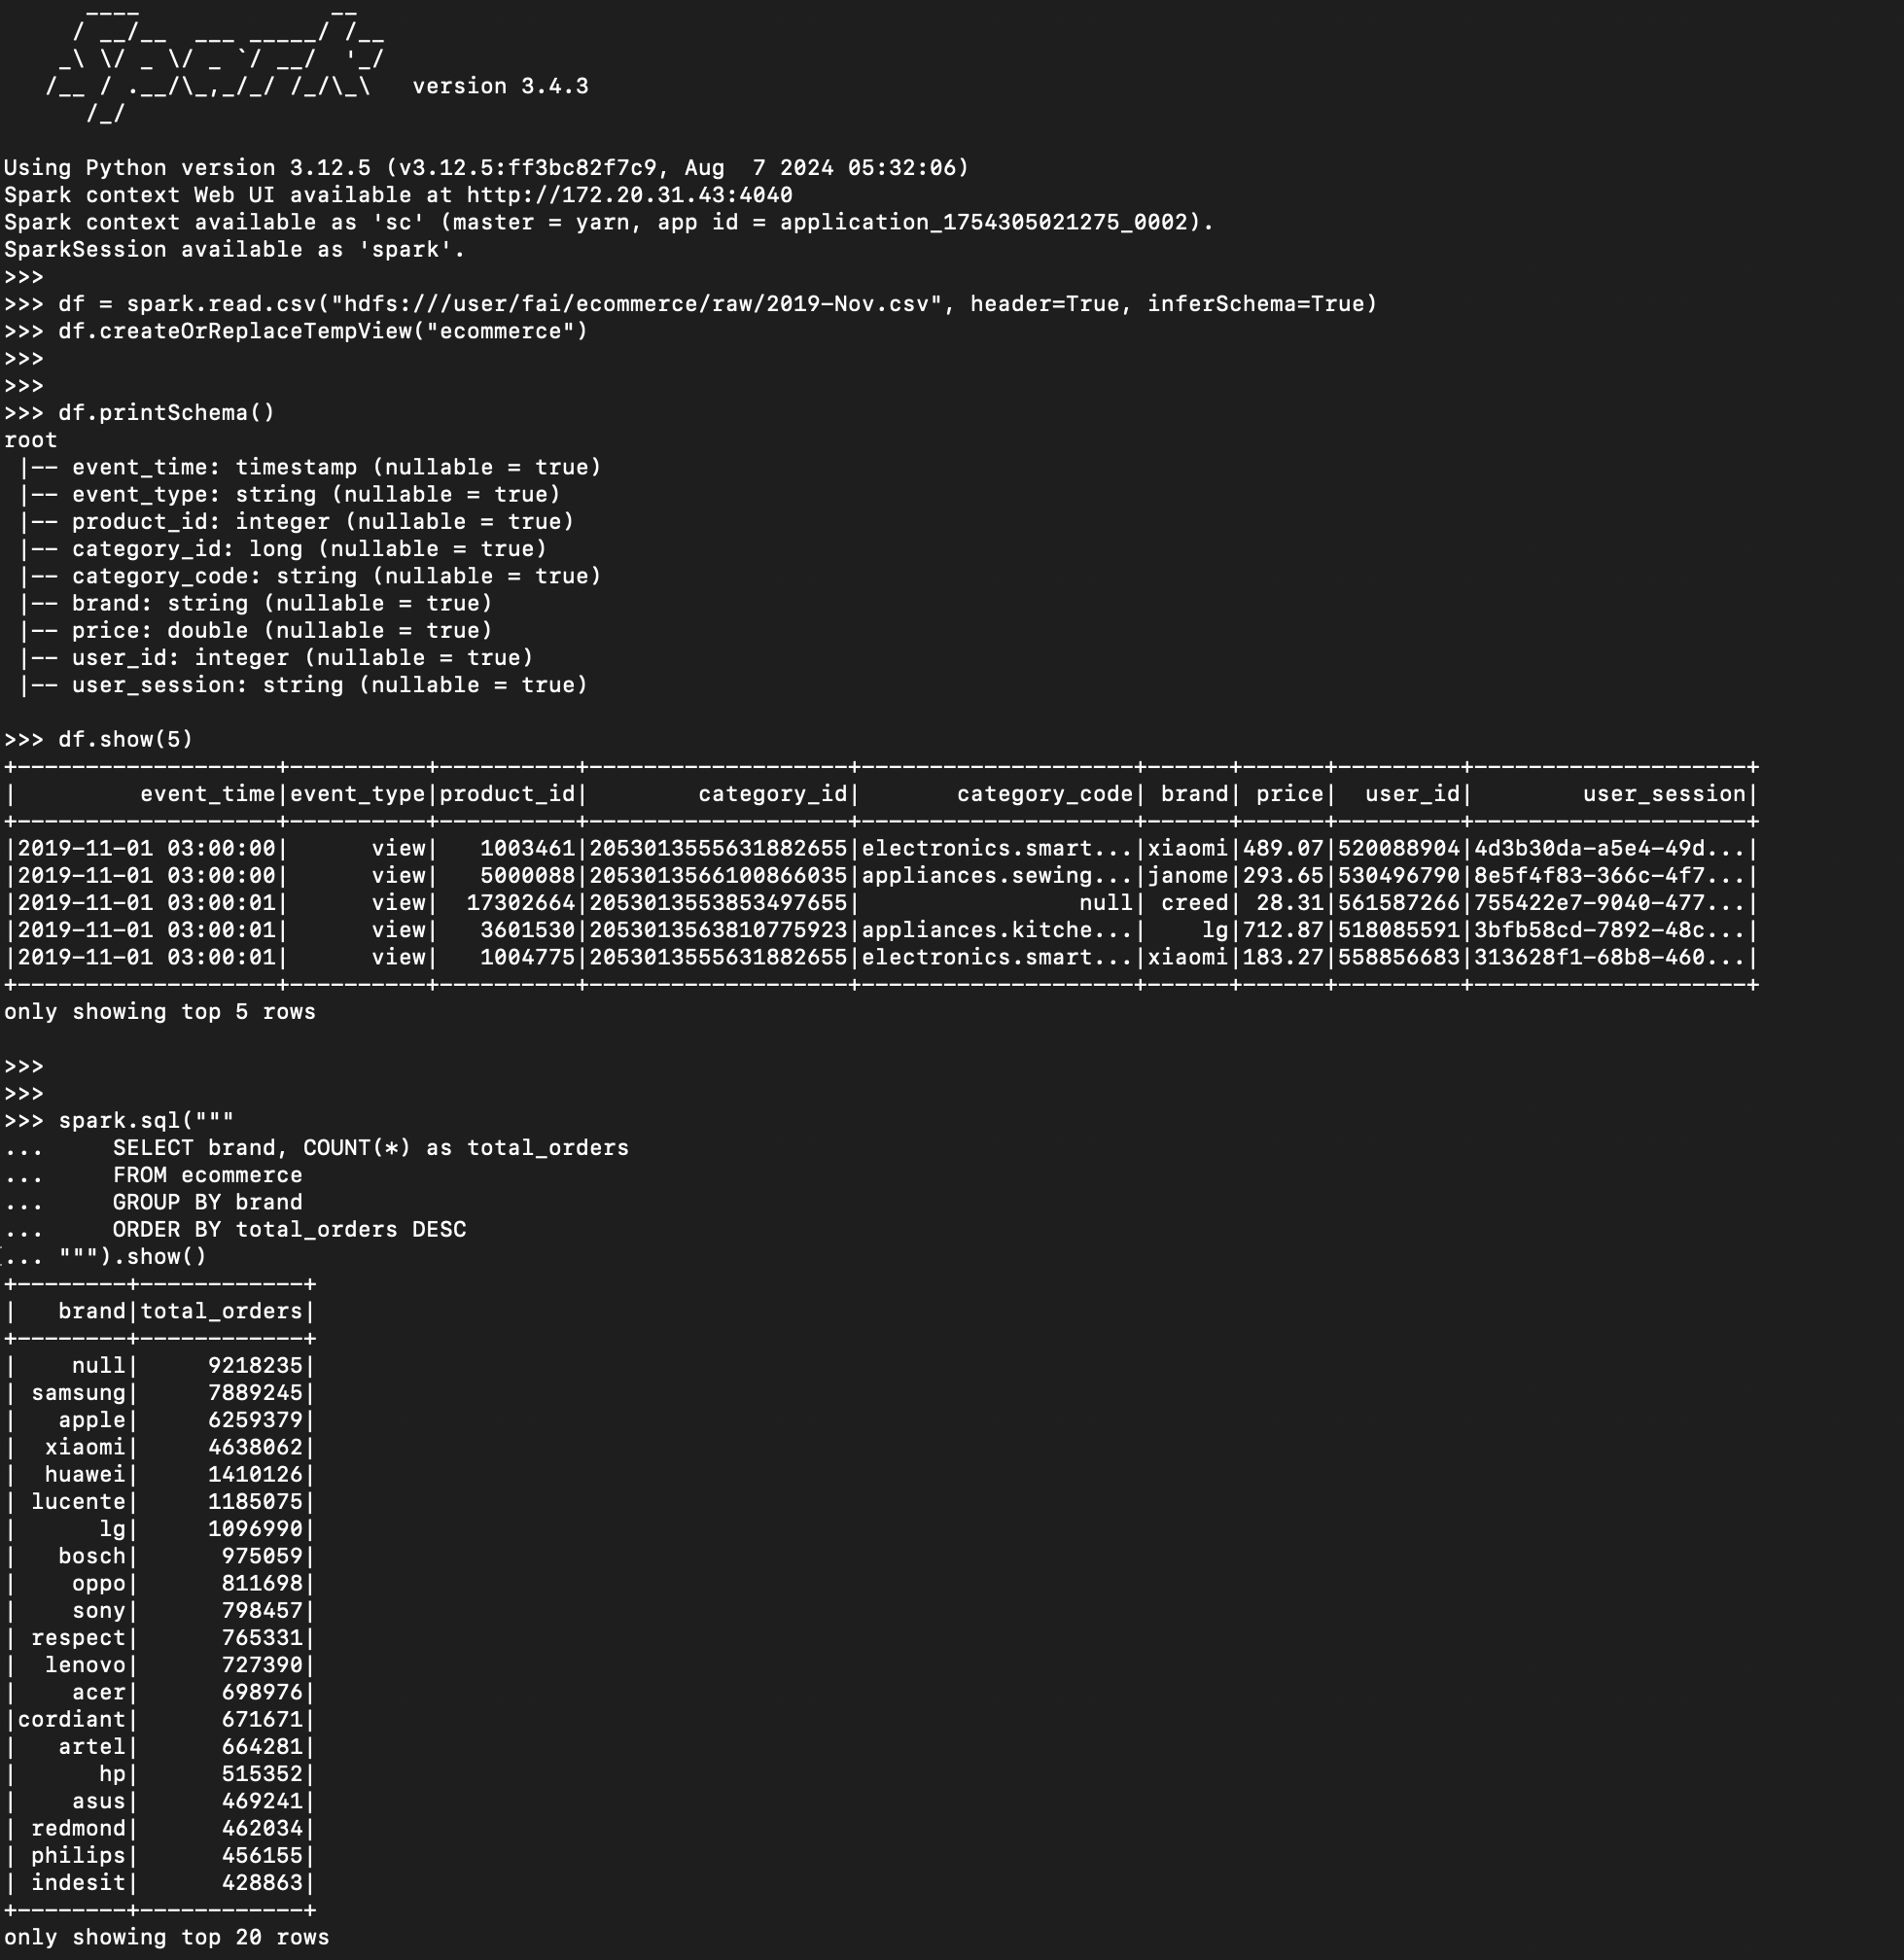 ____              __
     / __/__  ___ _____/ /__
    _\ \/ _ \/ _ `/ __/  '_/
   /__ / .__/\_,_/_/ /_/\_\   version 3.4.3
      /_/
Using Python version 3.12.5 (v3.12.5:ff3bc82f7c9, Aug  7 2024 05:32:06)
Spark context Web UI available at http://172.20.31.43:4040
Spark context available as 'sc' (master = yarn, app id = application_1754305021275_0002).
SparkSession available as 'spark'.
>>>
>>> df = spark.read.csv("hdfs:///user/fai/ecommerce/raw/2019-Nov.csv", header=True, inferSchema=True)
>>> df.createOrReplaceTempView("ecommerce")
>>>
>>>
>>> df.printSchema()
root
 |-- event_time: timestamp (nullable = true)
 |-- event_type: string (nullable = true)
 |-- product_id: integer (nullable = true)
 |-- category_id: long (nullable = true)
 |-- category_code: string (nullable = true)
 |-- brand: string (nullable = true)
 |-- price: double (nullable = true)
 |-- user_id: integer (nullable = true)
 |-- user_session: string (nullable = true)
>>> df.show(5)
+-------------------+----------+----------+-------------------+--------------------+------+------+---------+--------------------+
|         event_time|event_type|product_id|        category_id|       category_code| brand| price|  user_id|        user_session|
+-------------------+----------+----------+-------------------+--------------------+------+------+---------+--------------------+
|2019-11-01 03:00:00|      view|   1003461|2053013555631882655|electronics.smart...|xiaomi|489.07|520088904|4d3b30da-a5e4-49d...|
|2019-11-01 03:00:00|      view|   5000088|2053013566100866035|appliances.sewing...|janome|293.65|530496790|8e5f4f83-366c-4f7...|
|2019-11-01 03:00:01|      view|  17302664|2053013553853497655|                null| creed| 28.31|561587266|755422e7-9040-477...|
|2019-11-01 03:00:01|      view|   3601530|2053013563810775923|appliances.kitche...|    lg|712.87|518085591|3bfb58cd-7892-48c...|
|2019-11-01 03:00:01|      view|   1004775|2053013555631882655|electronics.smart...|xiaomi|183.27|558856683|313628f1-68b8-460...|
+-------------------+----------+----------+-------------------+--------------------+------+------+---------+--------------------+
only showing top 5 rows
>>>
>>>
>>> spark.sql("""
...     SELECT brand, COUNT(*) as total_orders
...     FROM ecommerce
...     GROUP BY brand
...     ORDER BY total_orders DESC
... """).show()
+--------+------------+
|   brand|total_orders|
+--------+------------+
|    null|     9218235|
| samsung|     7889245|
|   apple|     6259379|
|  xiaomi|     4638062|
|  huawei|     1410126|
| lucente|     1185075|
|      lg|     1096990|
|   bosch|      975059|
|    oppo|      811698|
|    sony|      798457|
| respect|      765331|
|  lenovo|      727390|
|    acer|      698976|
|cordiant|      671671|
|   artel|      664281|
|      hp|      515352|
|    asus|      469241|
| redmond|      462034|
| philips|      456155|
| indesit|      428863|
+--------+------------+
only showing top 20 rows